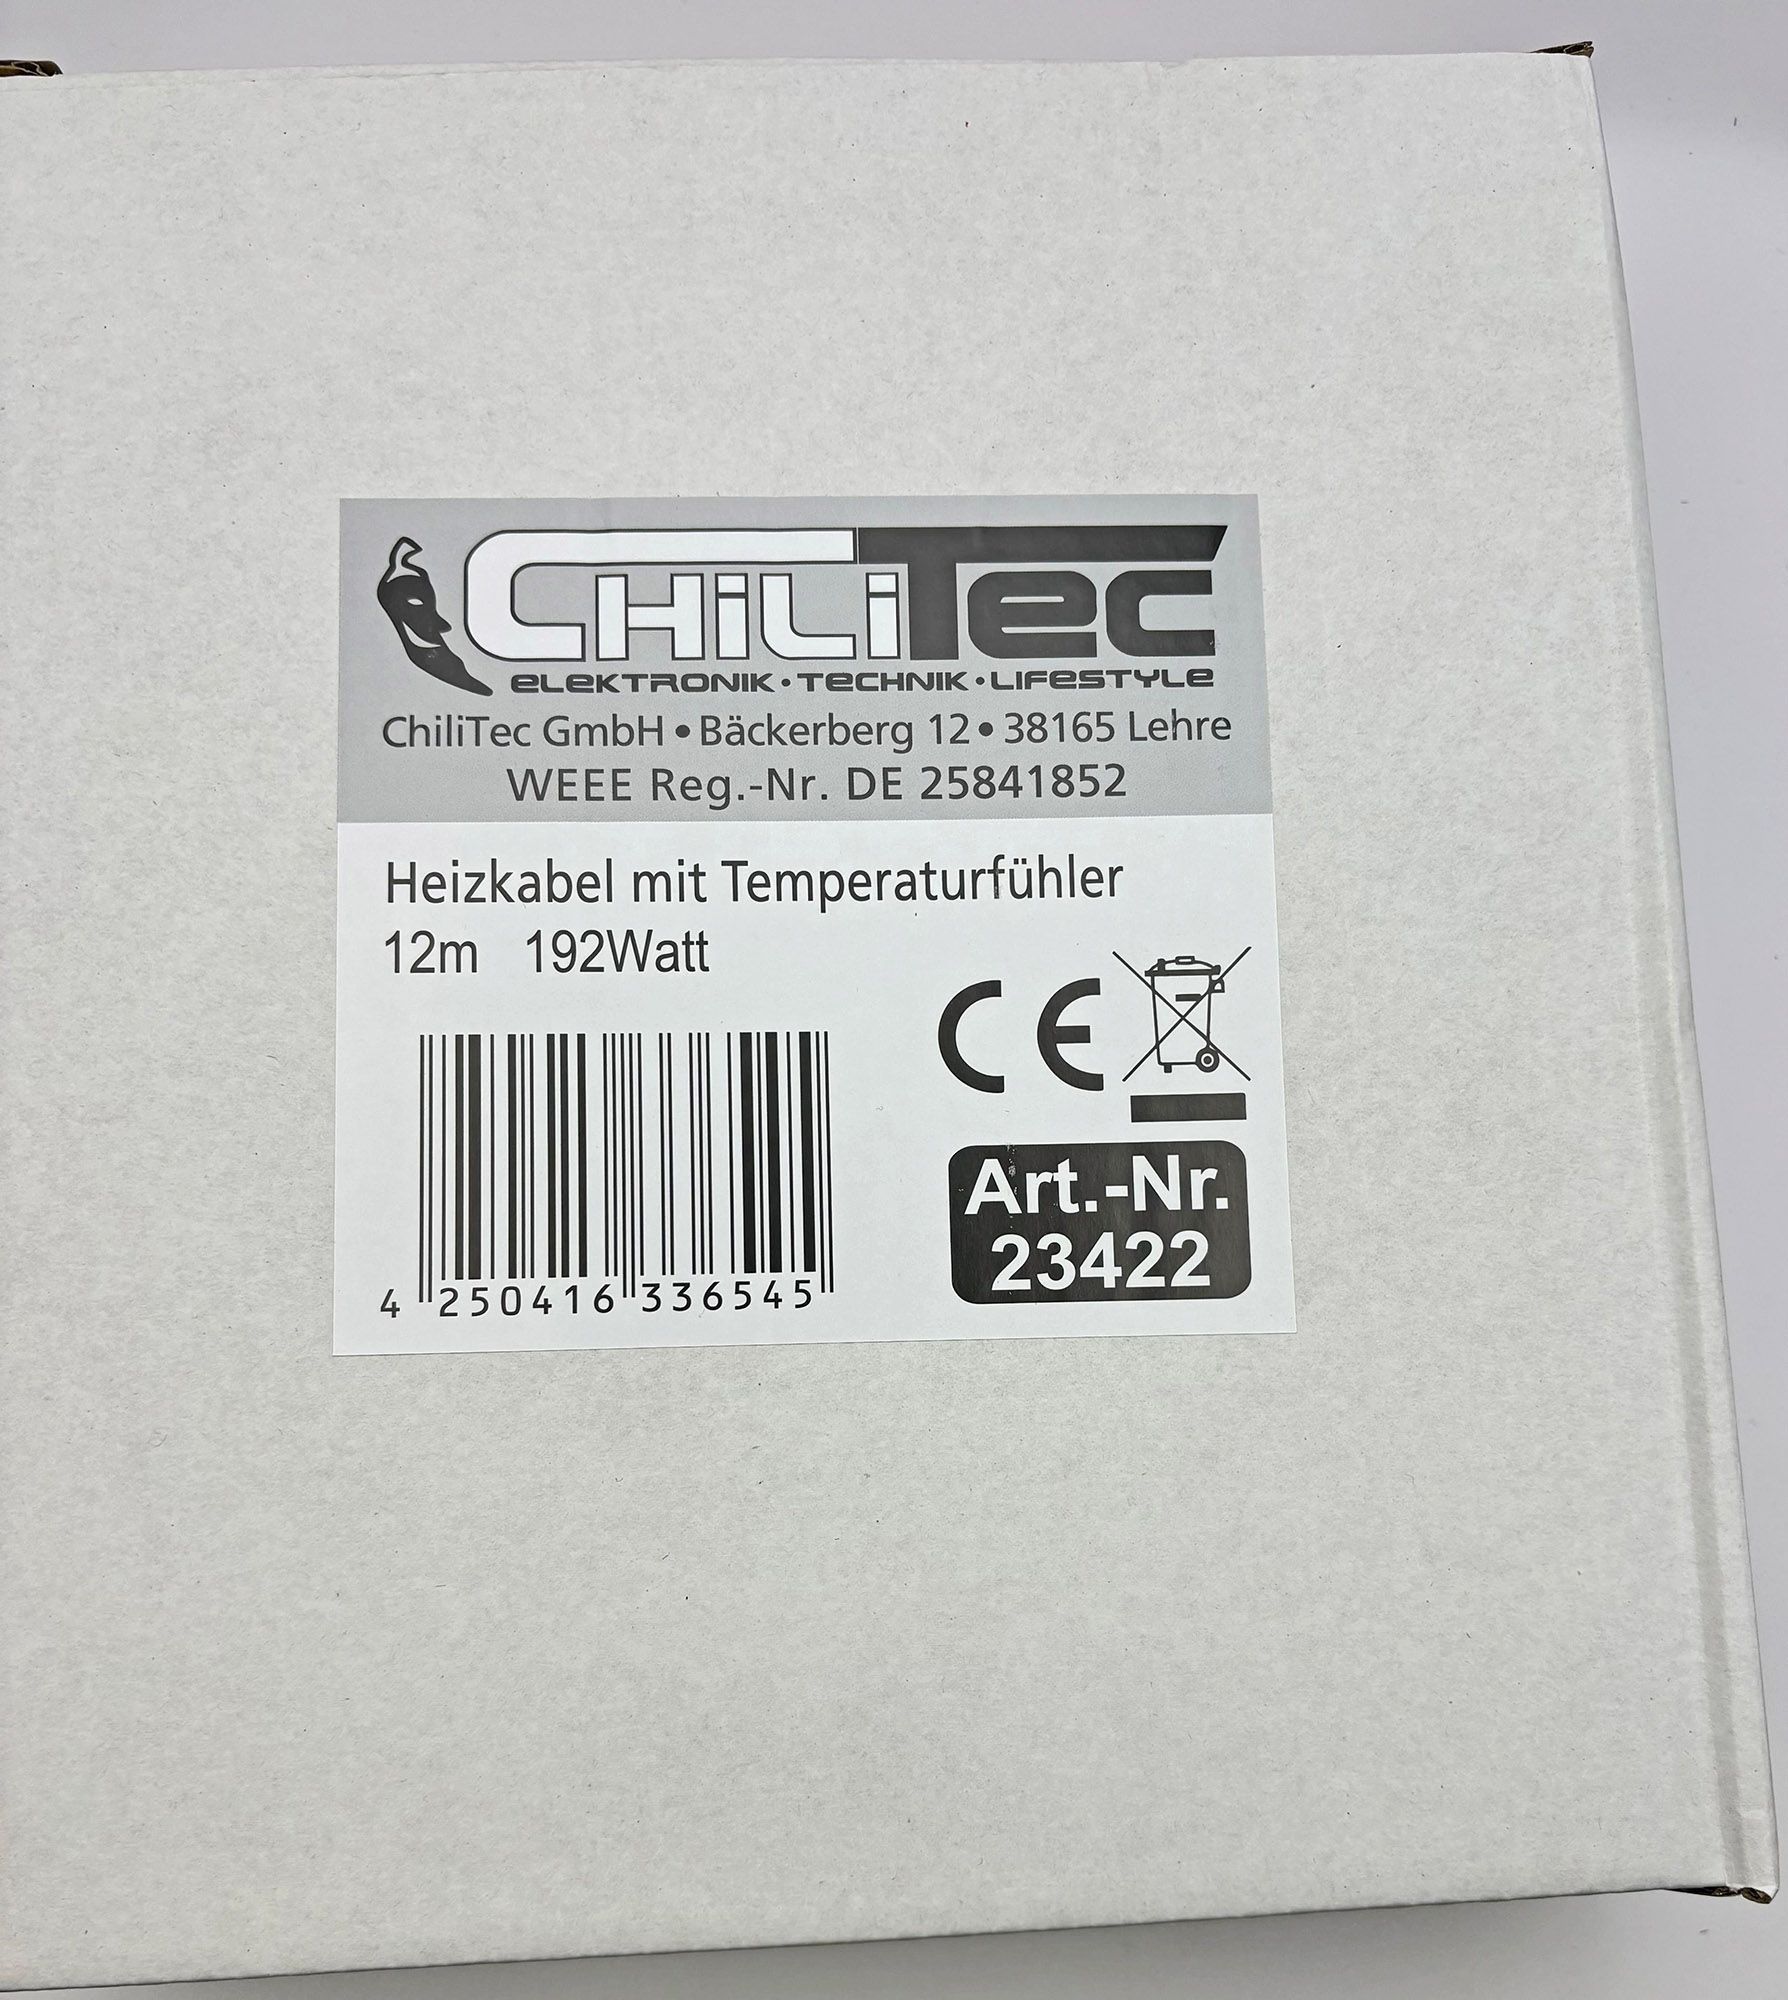 CHiLiTec
ELEKTRONIK • TECHNIK • LIFESTYLE
ChiliTec GmbH • Bäckerberg 12 • 38165 Lehre
WEEE Reg.-Nr. DE 25841852
Heizkabel mit Temperaturfühler
12m 192Watt
CE
Art.-Nr.
23422
4 250416 336545